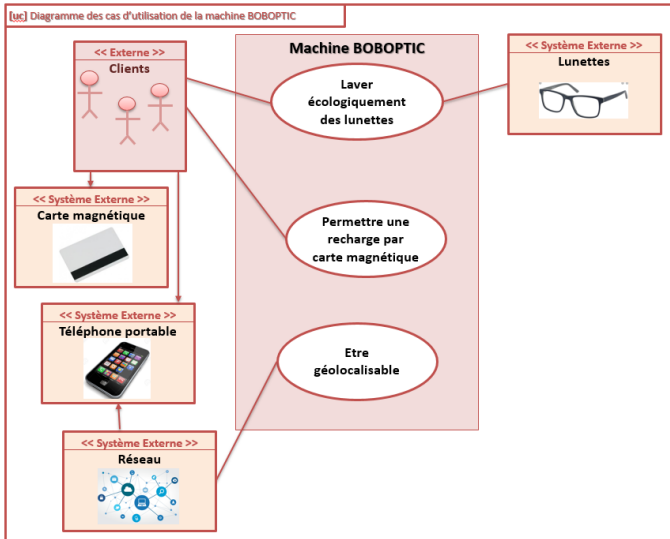 [uc] Diagramme des cas d'utilisation de la machine BOBOPTIC
<< Externe >>
Clients
Machine BOBOPTIC
<< Système Externe >>
Lunettes
Laver
écologiquement
des lunettes
<< Système Externe >>
Carte magnétique
Permettre une
recharge par
carte magnétique
<< Système Externe >>
Téléphone portable
Etre
géolocalisable
<< Système Externe >>
Réseau